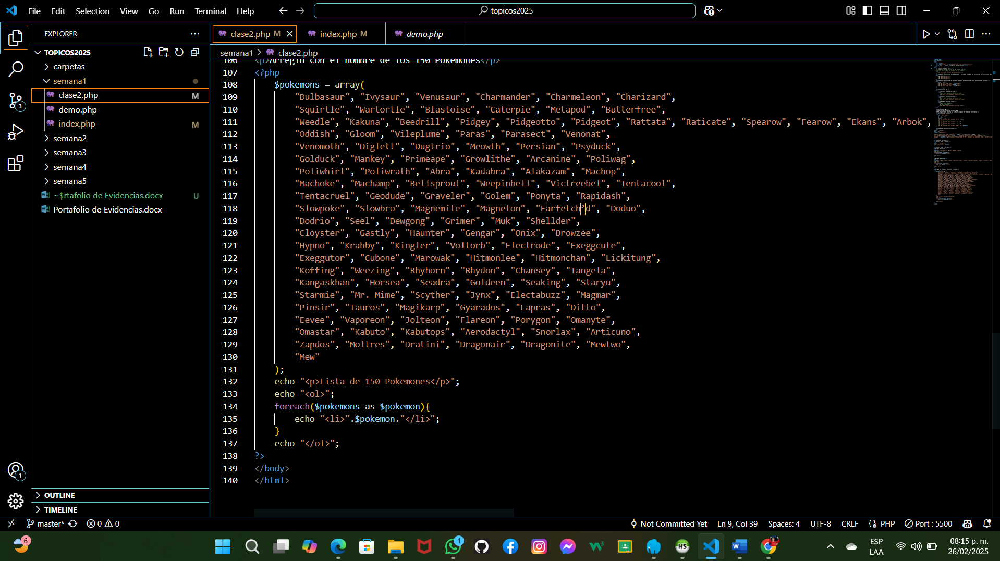 File Edit Selection View Go Run Terminal Help
topicos2025
EXPLORER
clase2.php M
index.php M
demo.php
TOPICOS2025
carpetas
semana1
clase2.php M
demo.php
index.php M
semana2
semana3
semana4
semana5
~$rtafolio de Evidencias.docx U
Portafolio de Evidencias.docx
OUTLINE
TIMELINE
semana1 > clase2.php
106 <p>Arreglo con el nombre de los 150 Pokemones</p>
107 <?php
108 $pokemons = array(
109 "Bulbasaur", "Ivysaur", "Venusaur", "Charmander", "Charmeleon", "Charizard",
110 "Squirtle", "Wartortle", "Blastoise", "Caterpie", "Metapod", "Butterfree",
111 "Weedle", "Kakuna", "Beedrill", "Pidgey", "Pidgeotto", "Pidgeot", "Rattata", "Raticate", "Spearow", "Fearow", "Ekans", "Arbok",
112 "Oddish", "Gloom", "Vileplume", "Paras", "Parasect", "Venonat",
113 "Venomoth", "Diglett", "Dugtrio", "Meowth", "Persian", "Psyduck",
114 "Golduck", "Mankey", "Primeape", "Growlithe", "Arcanine", "Poliwag",
115 "Poliwhirl", "Poliwrath", "Abra", "Kadabra", "Alakazam", "Machop",
116 "Machoke", "Machamp", "Bellsprout", "Weepinbell", "Victreebel", "Tentacool",
117 "Tentacruel", "Geodude", "Graveler", "Golem", "Ponyta", "Rapidash",
118 "Slowpoke", "Slowbro", "Magnemite", "Magneton", "Farfetch’d", "Doduo",
119 "Dodrio", "Seel", "Dewgong", "Grimer", "Muk", "Shellder",
120 "Cloyster", "Gastly", "Haunter", "Gengar", "Onix", "Drowzee",
121 "Hypno", "Krabby", "Kingler", "Voltorb", "Electrode", "Exeggcute",
122 "Exeggutor", "Cubone", "Marowak", "Hitmonlee", "Hitmonchan", "Lickitung",
123 "Koffing", "Weezing", "Rhyhorn", "Rhydon", "Chansey", "Tangela",
124 "Kangaskhan", "Horsea", "Seadra", "Goldeen", "Seaking", "Staryu",
125 "Starmie", "Mr. Mime", "Scyther", "Jynx", "Electabuzz", "Magmar",
126 "Pinsir", "Tauros", "Magikarp", "Gyarados", "Lapras", "Ditto",
127 "Eevee", "Vaporeon", "Jolteon", "Flareon", "Porygon", "Omanyte",
128 "Omastar", "Kabuto", "Kabutops", "Aerodactyl", "Snorlax", "Articuno",
129 "Zapdos", "Moltres", "Dratini", "Dragonair", "Dragonite", "Mewtwo",
130 "Mew"
131 );
132 echo "<p>Lista de 150 Pokemones</p>";
133 echo "<ol>";
134 foreach($pokemons as $pokemon){
135 echo "<li>".$pokemon."</li>";
136 }
137 echo "</ol>";
138 ?>
139 </body>
140 </html>
3
1
master* 0 0
Not Committed Yet Ln 9, Col 39 Spaces: 4 UTF-8 CRLF PHP Port : 5500
6
1
ESP
LAA
08:15 p. m.
26/02/2025